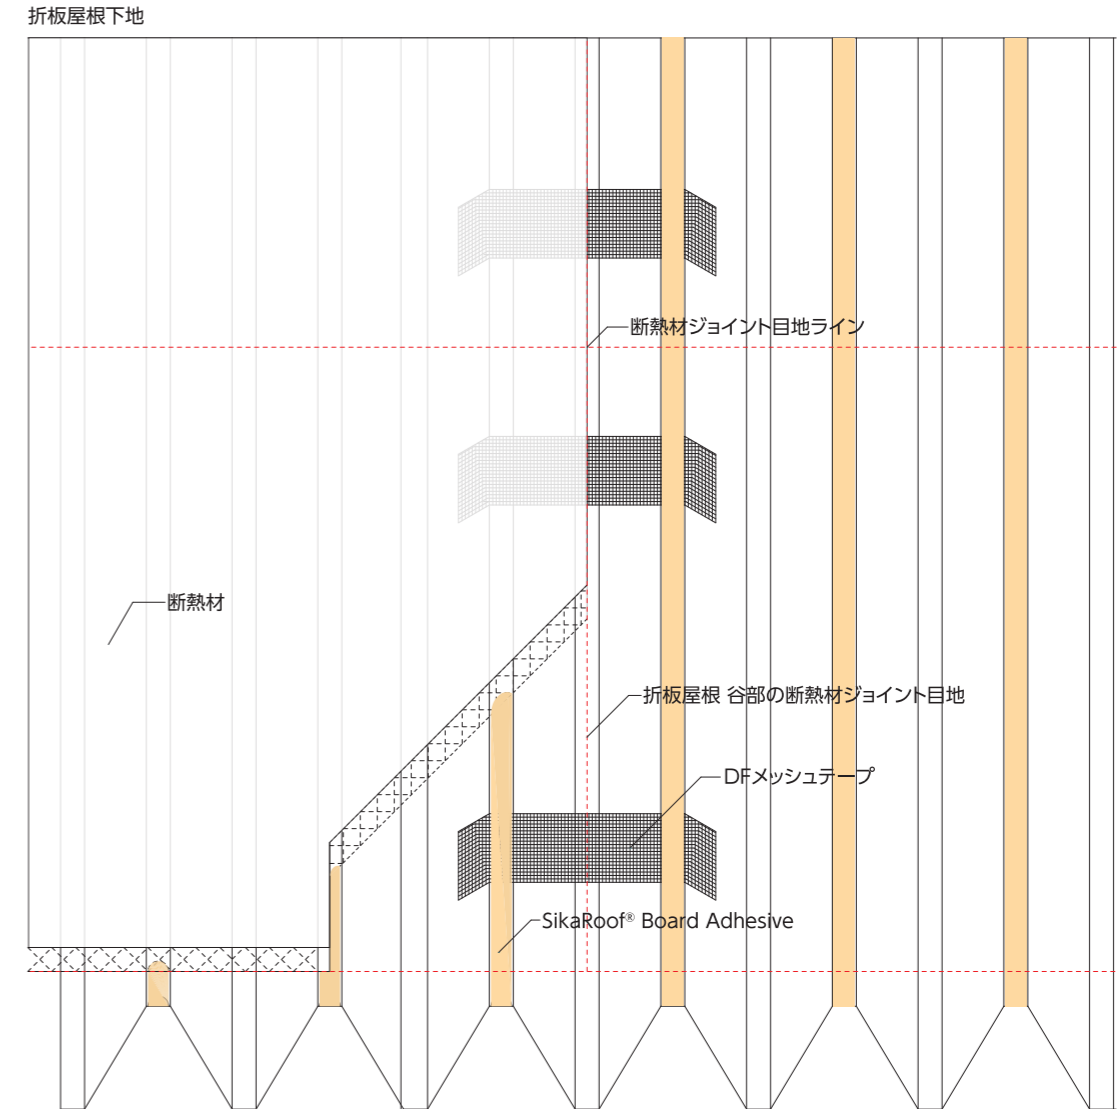 折板屋根下地
断熱材ジョイント目地ライン
断熱材
折板屋根 谷部の断熱材ジョイント目地
DFメッシュテープ
SikaRoof® Board Adhesive